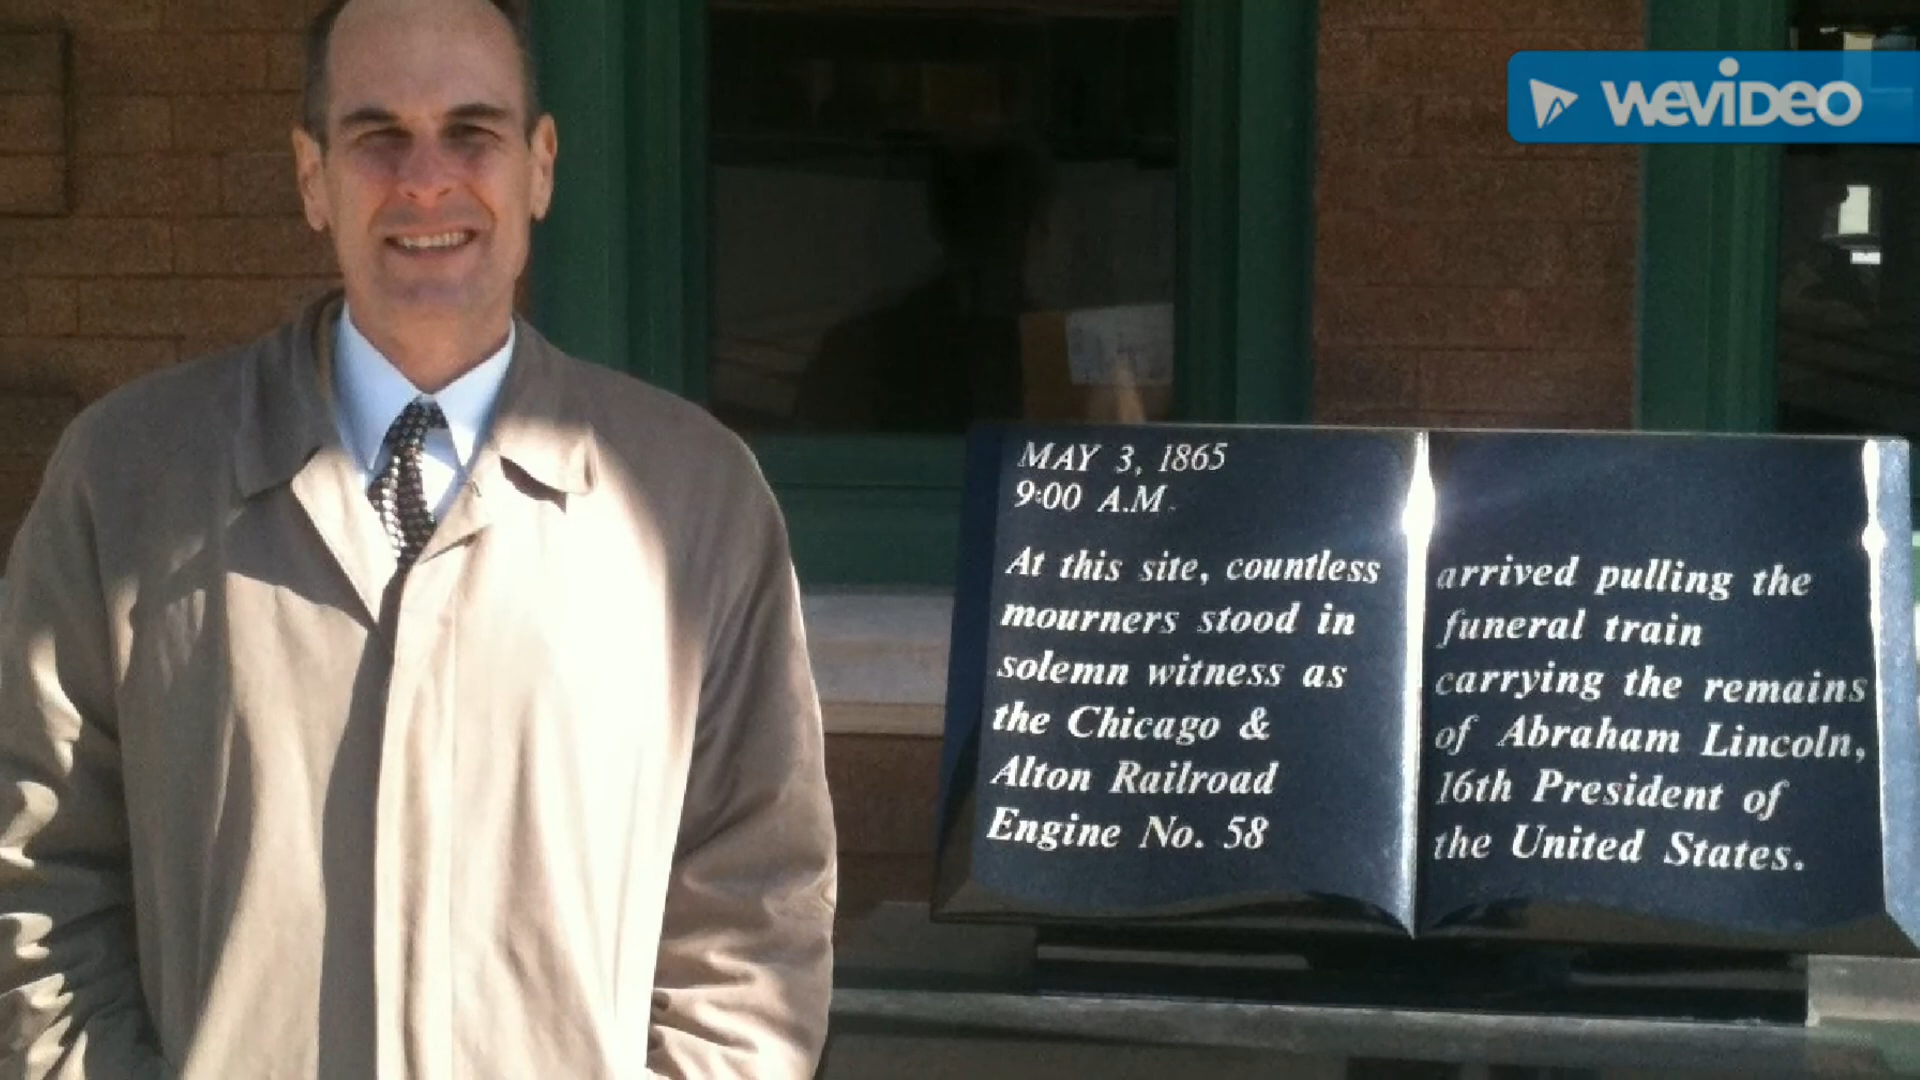 WEVIDEO
MAY 3, 1865
9:00 A.M.
At this site, countless
mourners stood in
solemn witness as
the Chicago &
Alton Railroad
Engine No. 58
arrived pulling the
funeral train
carrying the remains
of Abraham Lincoln,
16th President of
the United States.